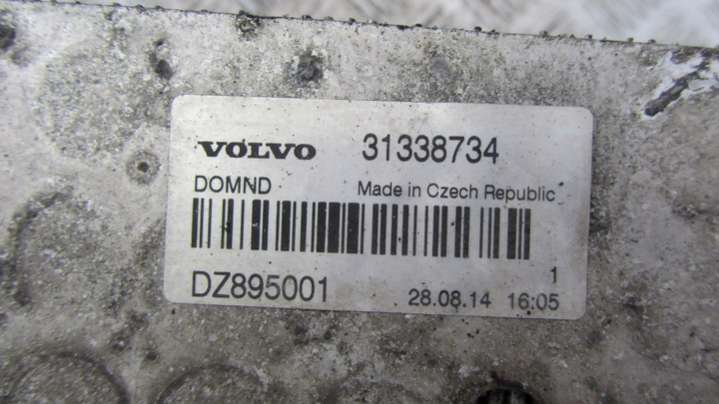 VOLVO 31338734
DOMND Made in Czech Republic
1
DZ895001 28.08.14 16:05